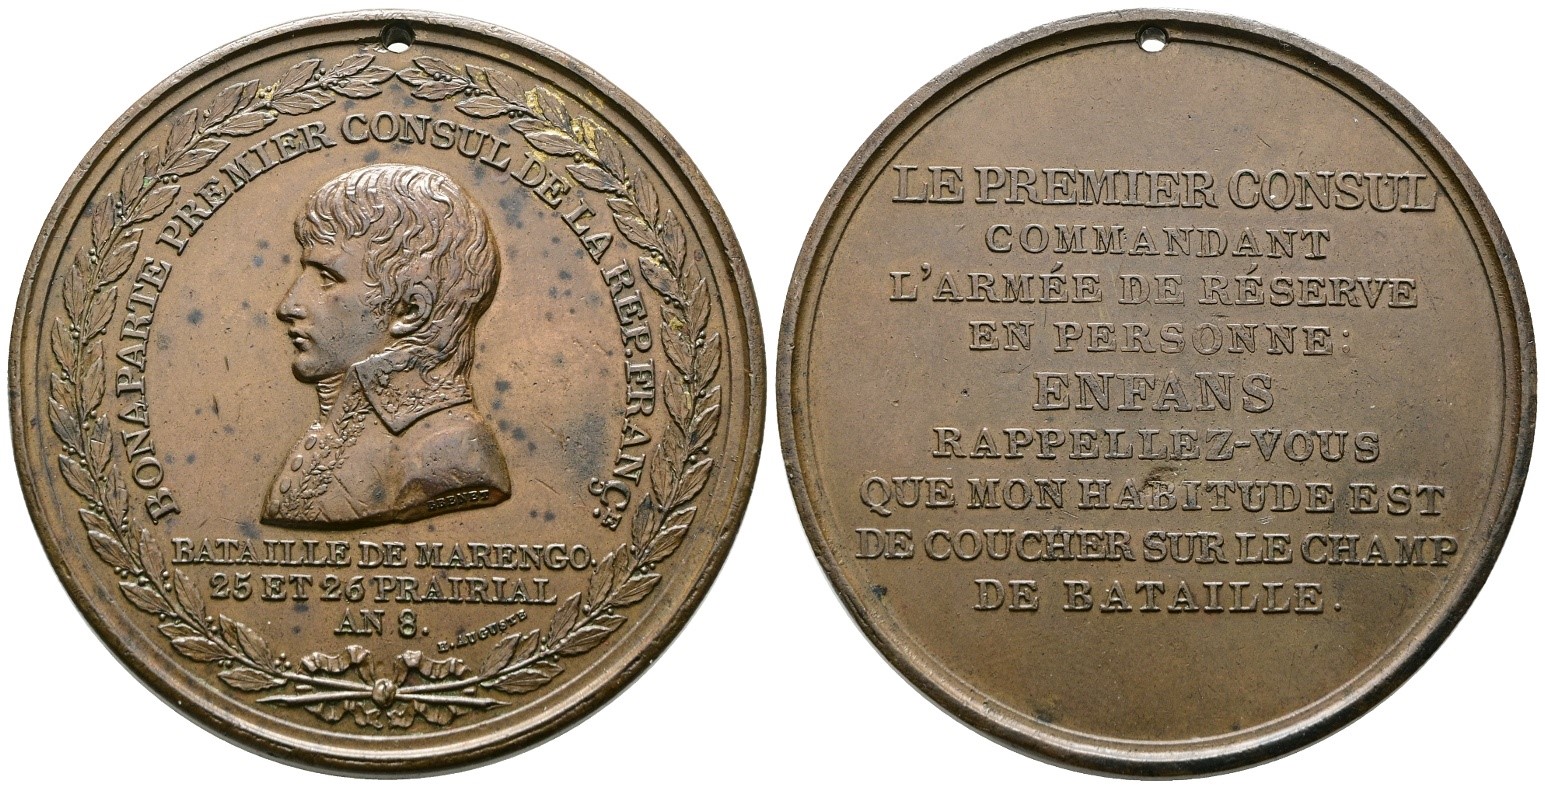 BONAPARTE PREMIER CONSUL DE LA REP. FRANÇ.E
BRENET
BATAILLE DE MARENGO.
25 ET 26 PRAIRIAL
AN 8.
H. AUGUSTE
LE PREMIER CONSUL
COMMANDANT
L'ARMÉE DE RÉSERVE
EN PERSONNE:
ENFANS
RAPPELLEZ-VOUS
QUE MON HABITUDE EST
DE COUCHER SUR LE CHAMP
DE BATAILLE.